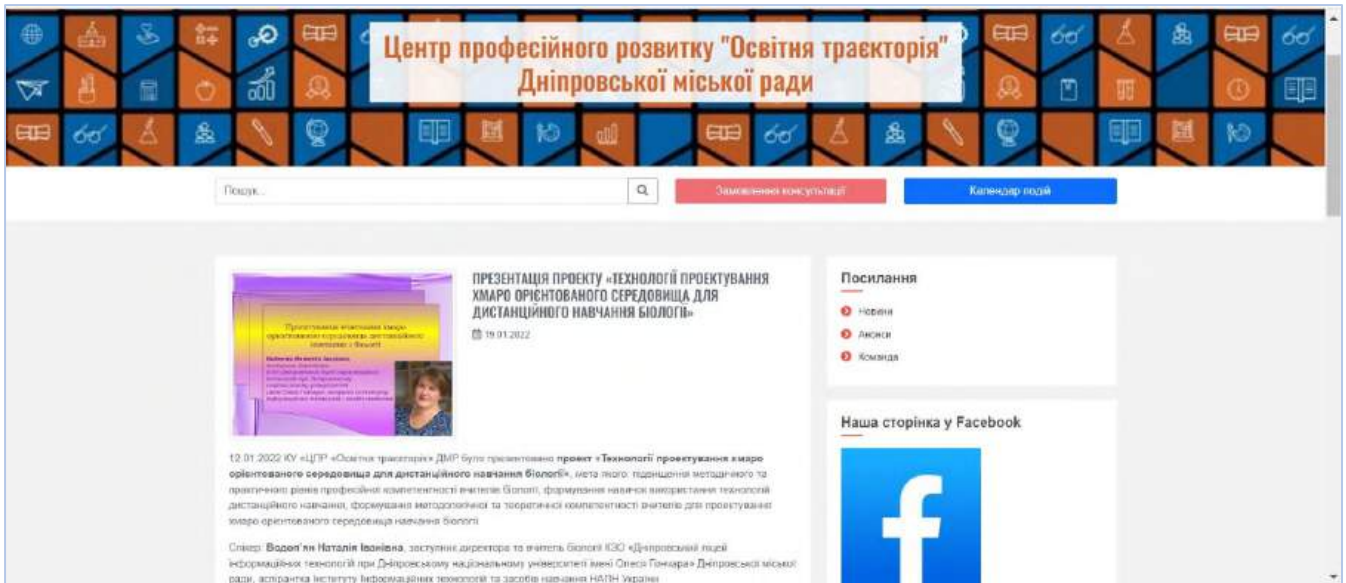 Центр професійного розвитку "Освітня траєкторія"
Дніпровської міської ради
Пошук...
Замовлення консультації
Календар подій
ПРЕЗЕНТАЦІЯ ПРОЕКТУ «ТЕХНОЛОГІЇ ПРОЕКТУВАННЯ
ХМАРО ОРІЄНТОВАНОГО СЕРЕДОВИЩА ДЛЯ
ДИСТАНЦІЙНОГО НАВЧАННЯ БІОЛОГІЇ»
19.01.2022
12.01.2022 КУ «ЦПР «Освітня траєкторія» ДМР було презентовано проект «Технології проектування хмаро
орієнтованого середовища для дистанційного навчання біології», мета якого: підвищення методичного та
практичного рівнів професійної компетентності вчителів біології, формування навичок використання технологій
дистанційного навчання, формування методологічної та теоретичної компетентності вчителів для проектування
хмаро орієнтованого середовища навчання біології
Спікер: Водоп'ян Наталія Іванівна, заступник директора та вчитель біології КЗО «Дніпровський ліцей
інформаційних технологій при Дніпровському національному університеті імені Олеся Гончара» Дніпровської міської
ради, аспірантка Інституту Інформаційних технологій та засобів навчання НАПН України
Посилання
Новини
Анонси
Команда
Наша сторінка у Facebook